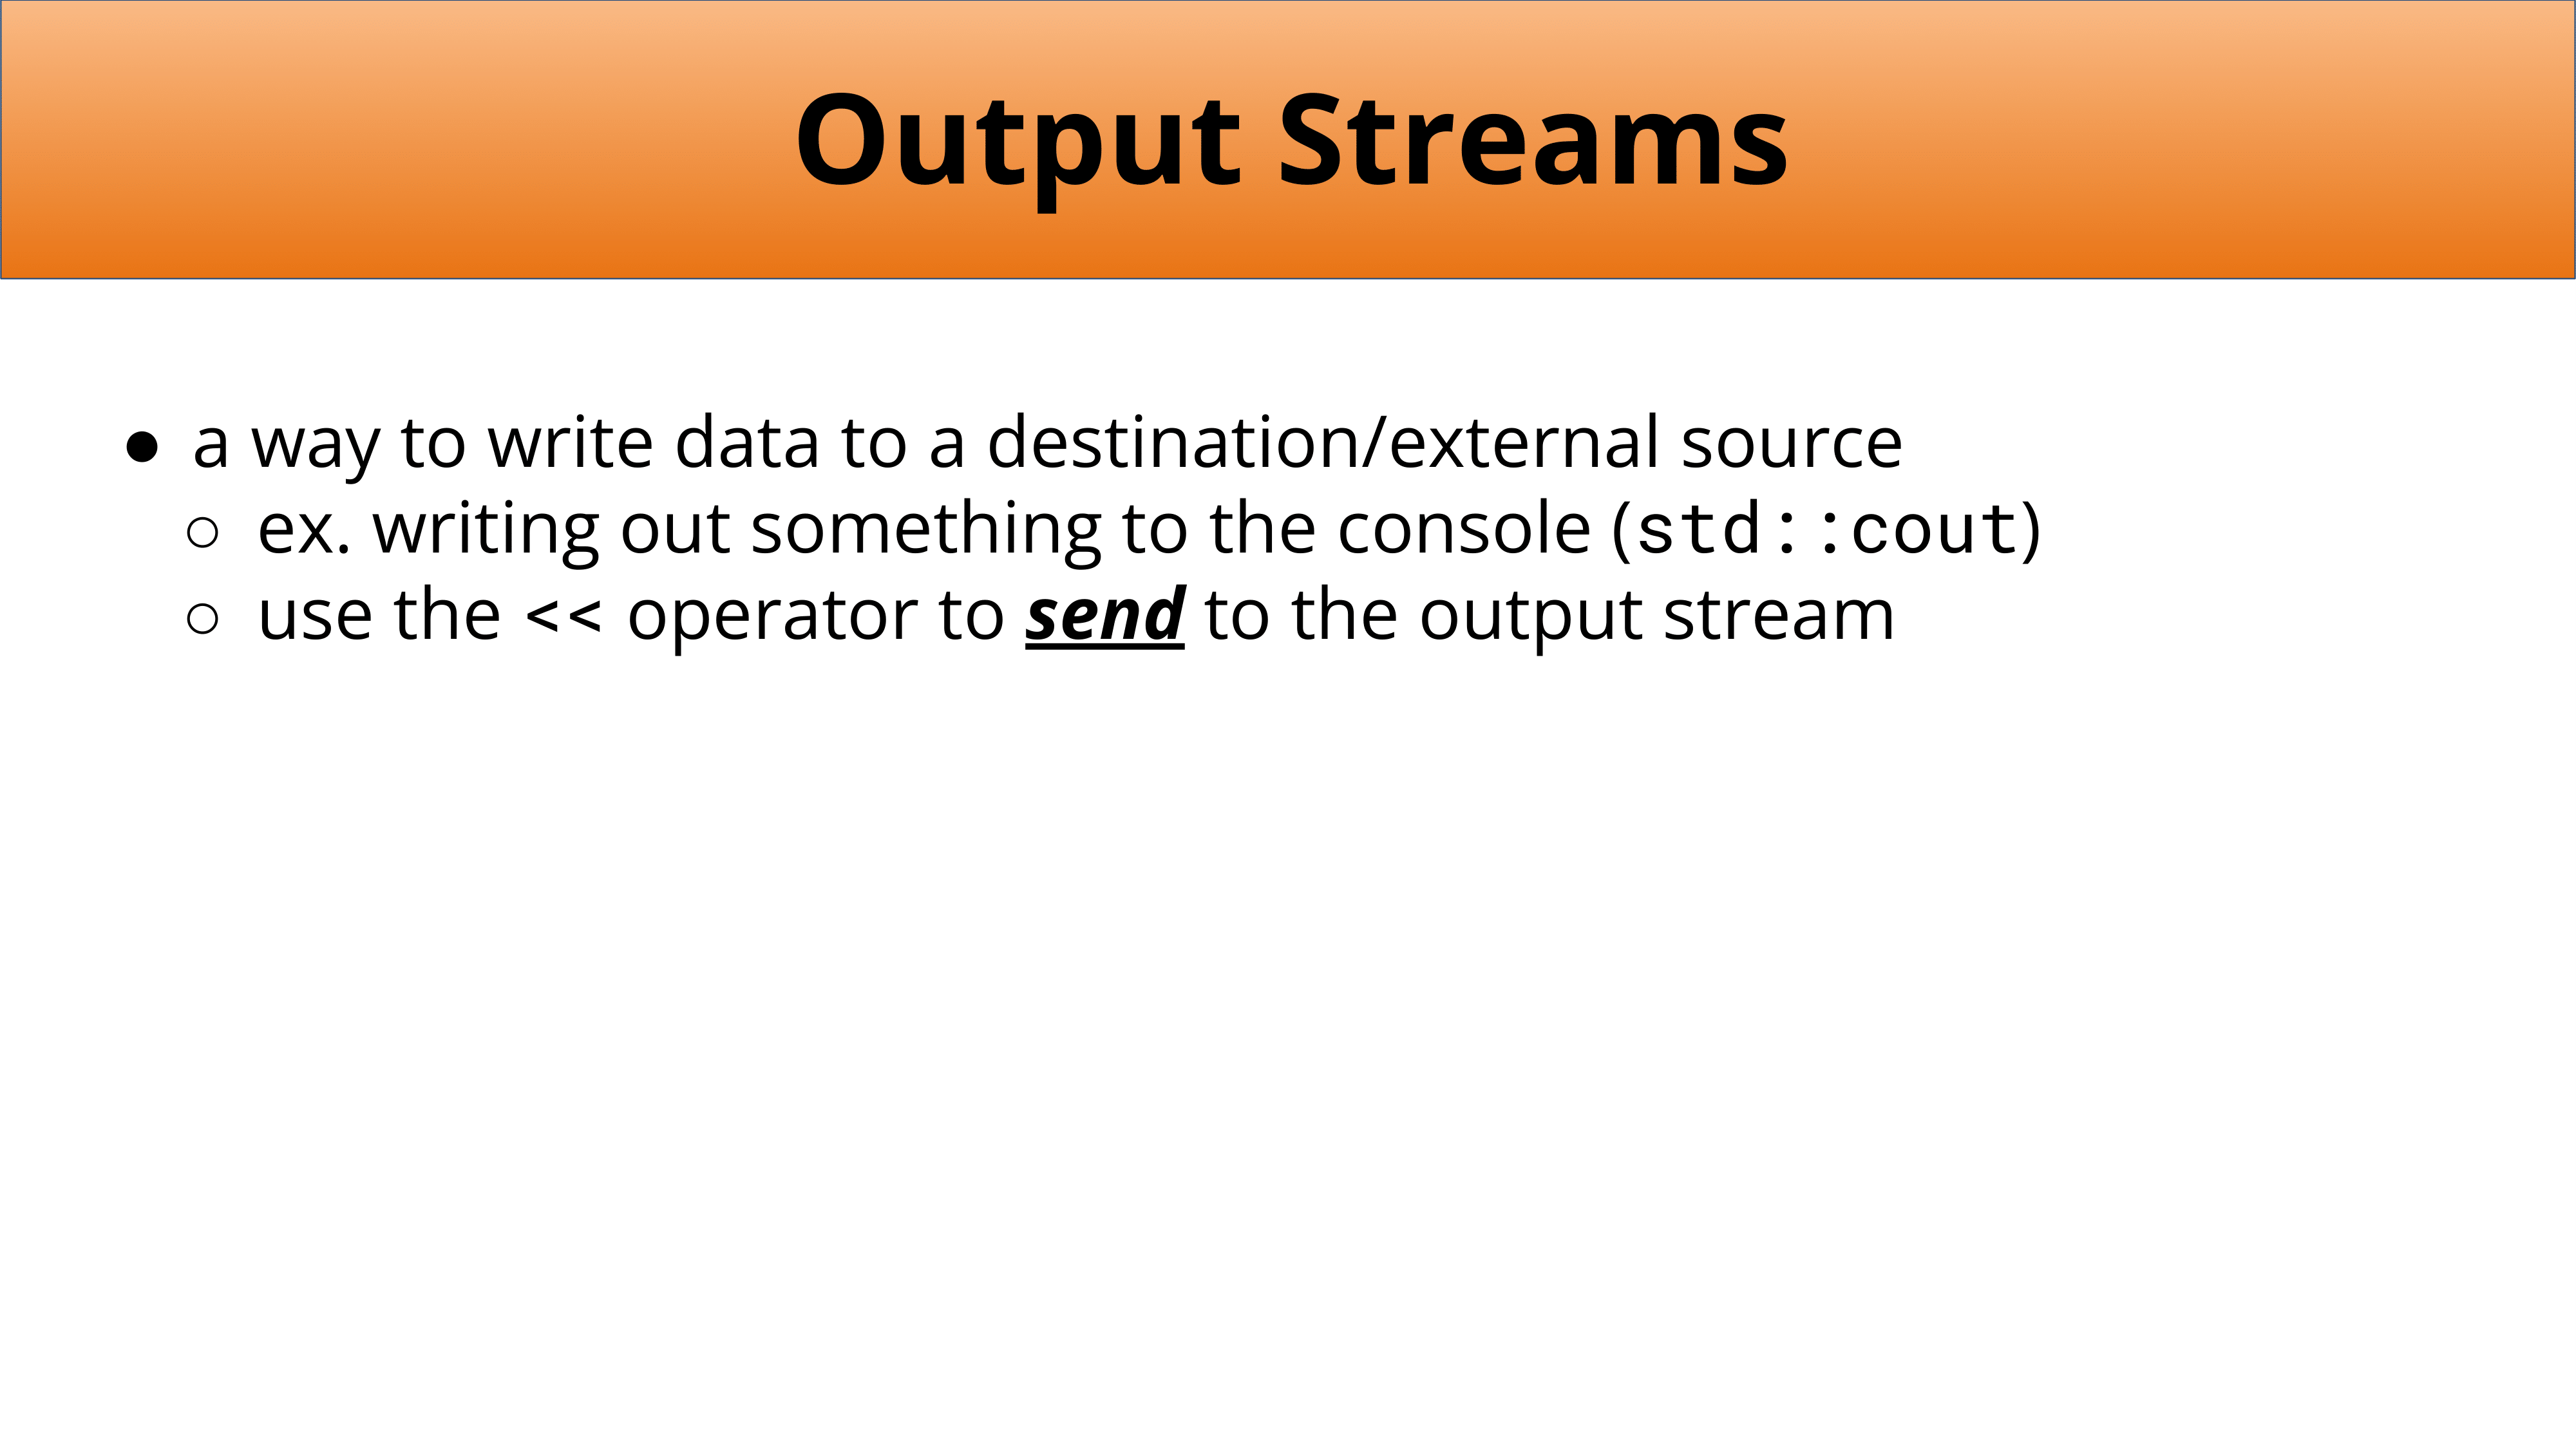 Output Streams
● a way to write data to a destination/external source
○ ex. writing out something to the console (std::cout)
○ use the << operator to send to the output stream